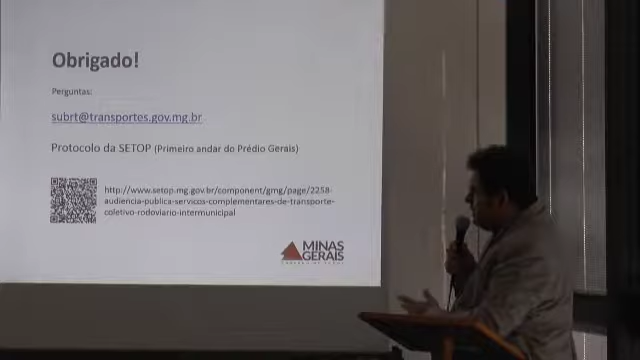 Obrigado!
Perguntas:
subrt@transportes.gov.mg.br
Protocolo da SETOP (Primeiro andar do Prédio Gerais)
http://www.setop.mg.gov.br/component/gmg/page/2258-
audiencia-publica-servicos-complementares-de-transporte-
coletivo-rodoviario-intermunicipal
MINAS
GERAIS